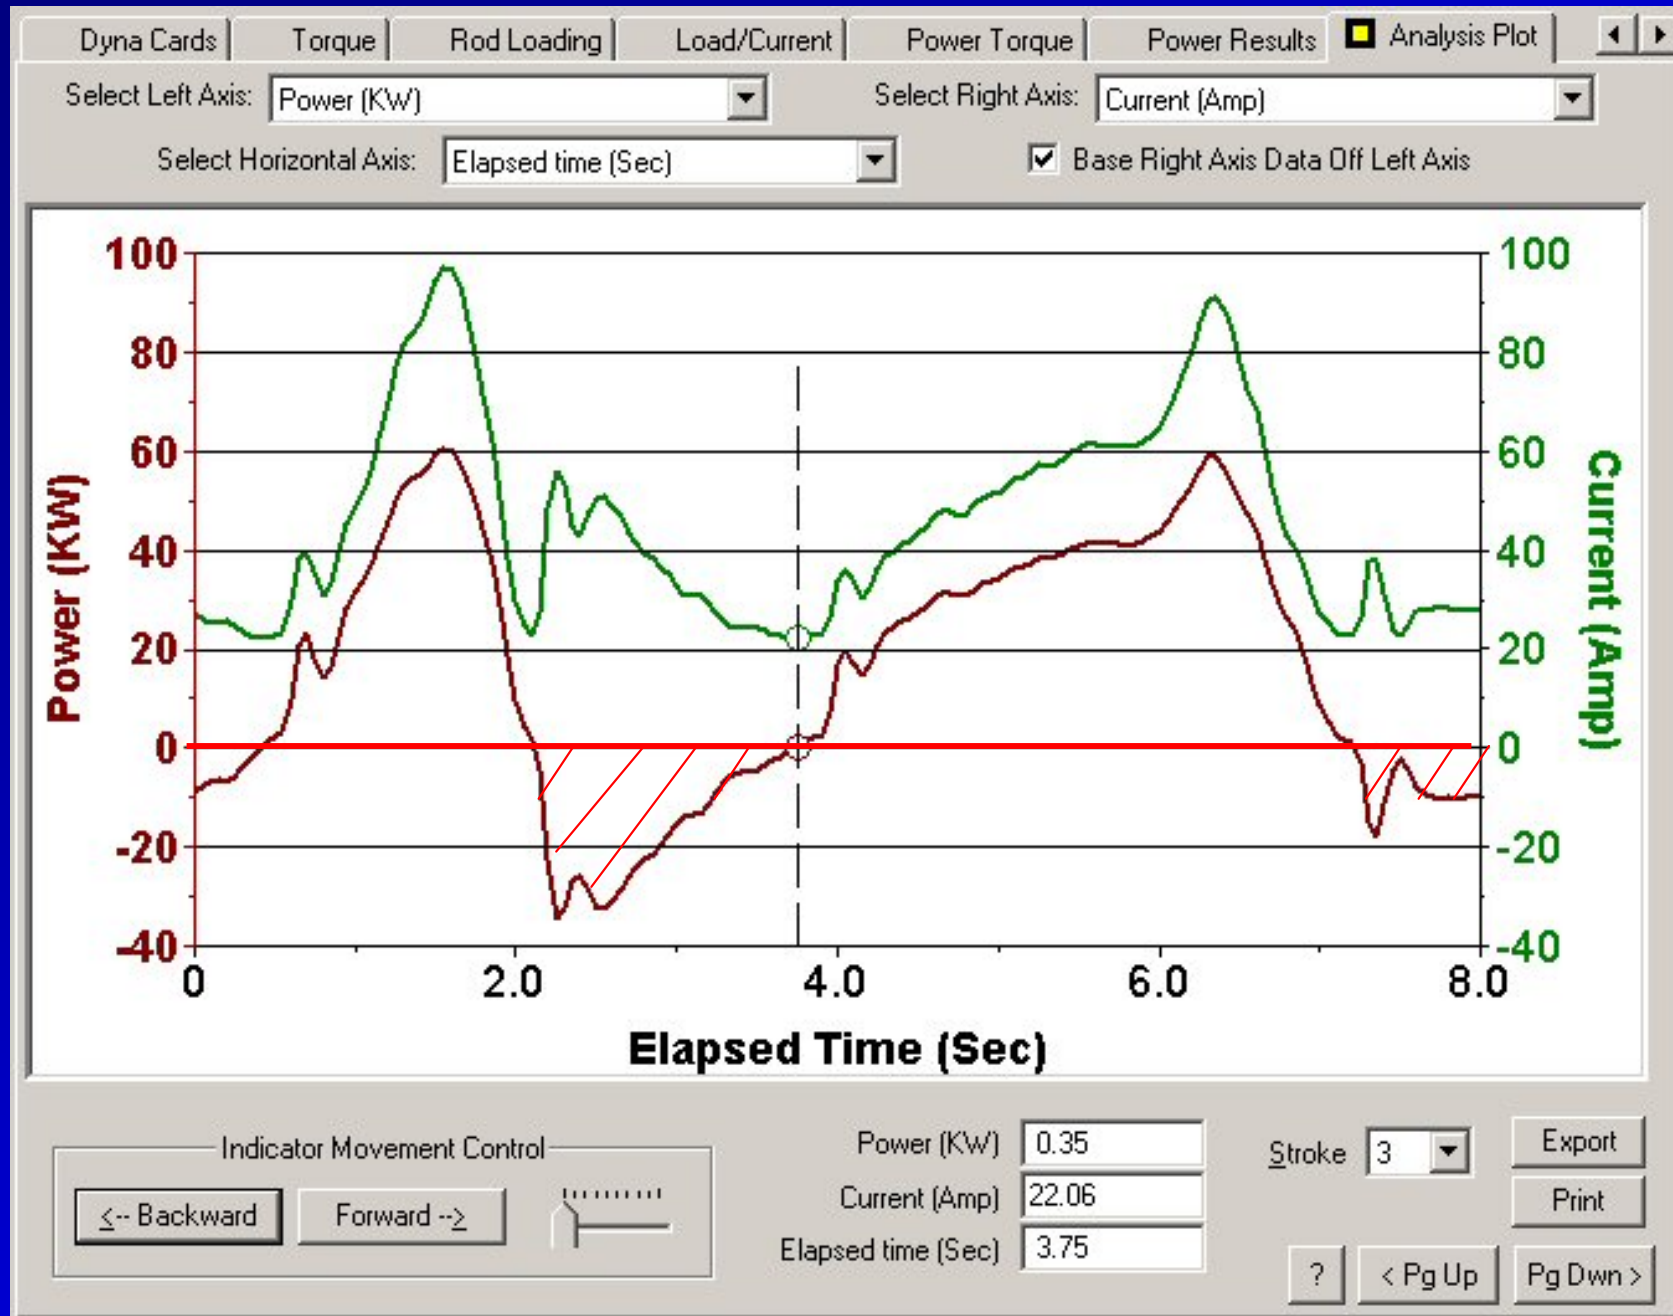 Dyna Cards Torque Rod Loading Load/Current Power Torque Power Results Analysis Plot
Select Left Axis: Power (KW) Select Right Axis: Current (Amp)
Select Horizontal Axis: Elapsed time (Sec) Base Right Axis Data Off Left Axis
100 100
80 80
60 60
40 40
20 20
0 0
-20 -20
-40 -40
Power (KW)
Current (Amp)
0 2.0 4.0 6.0 8.0
Elapsed Time (Sec)
Indicator Movement Control
<-- Backward Forward -->
Power (KW) 0.35
Current (Amp) 22.06
Elapsed time (Sec) 3.75
Stroke 3
Export
Print
? < Pg Up Pg Dwn >